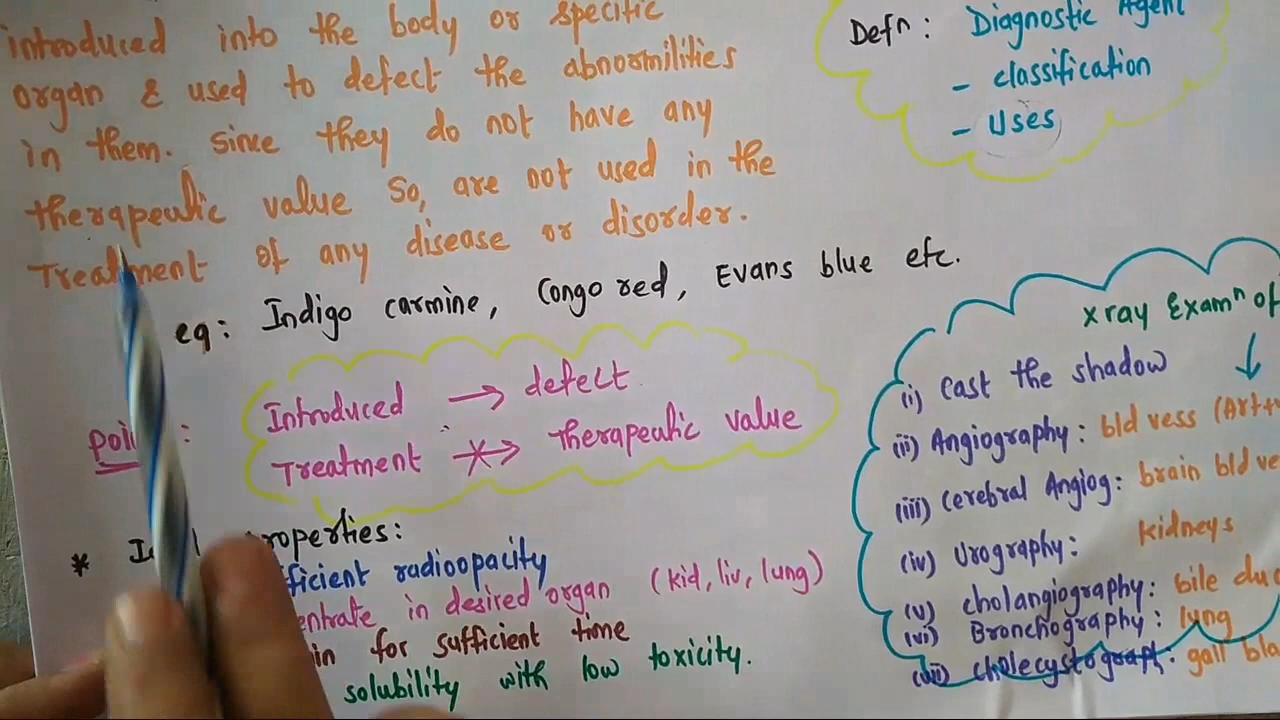 introduced into the body or specific
organ & used to defect the abnormilities
in them. Since they do not have any
therapeutic value So, are not used in the
Treatment of any disease or disorder.
eg: Indigo carmine, Congo red, Evans blue etc.
Introduced → defect
Treatment therapeutic value
properties:
radioopacity
in desired organ (kid, liv, lung)
for sufficient time
solubility with low toxicity.
Defn: Diagnostic Agent
- classification
- Uses
xray Examn of
(i) Cast the shadow
(ii) Angiography: bld vess
(iii) Cerebral Angiog: brain bld
(iv) Urography: kidneys
(v) cholangiography: bile
(vi) Bronchography: lung
(vii) cholecystograph: gall